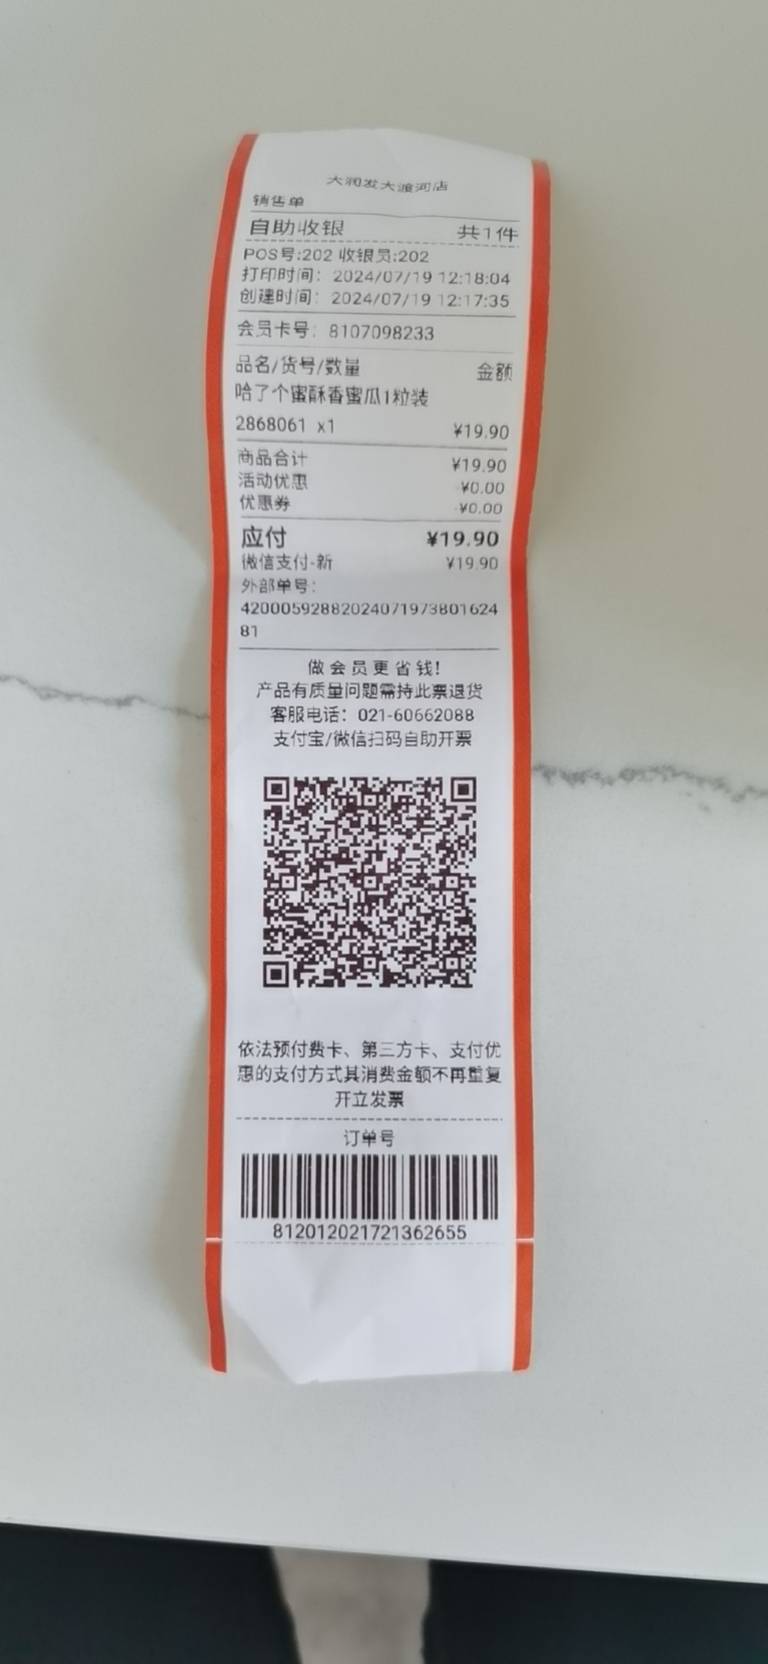 大润发大渡河店
销售单
自助收银 共1件
POS号:202 收银员:202
打印时间： 2024/07/19 12:18:04
创建时间： 2024/07/19 12:17:35
会员卡号： 8107098233
品名/货号/数量 金额
哈了个蜜酥香蜜瓜1粒装
2868061 x1 ¥19.90
商品合计 ¥19.90
活动优惠 -¥0.00
优惠券 -¥0.00
应付 ¥19.90
微信支付-新 ¥19.90
外部单号：
42000592882024071973801624
81
做会员更省钱!
产品有质量问题需持此票退货
客服电话：021-60662088
支付宝/微信扫码自助开票
依法预付费卡、第三方卡、支付优
惠的支付方式其消费金额不再重复
开立发票
订单号
812012021721362655